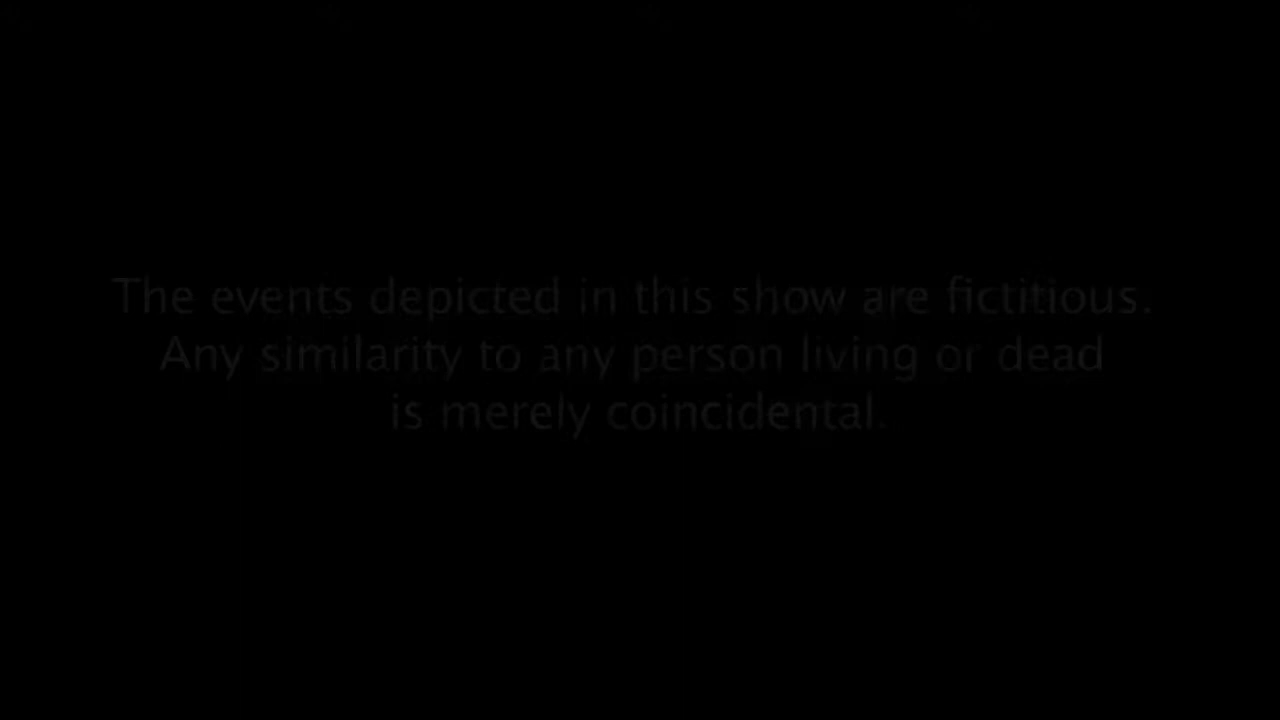 The events depicted in this show are fictitious.
Any similarity to any person living or dead
is merely coincidental.